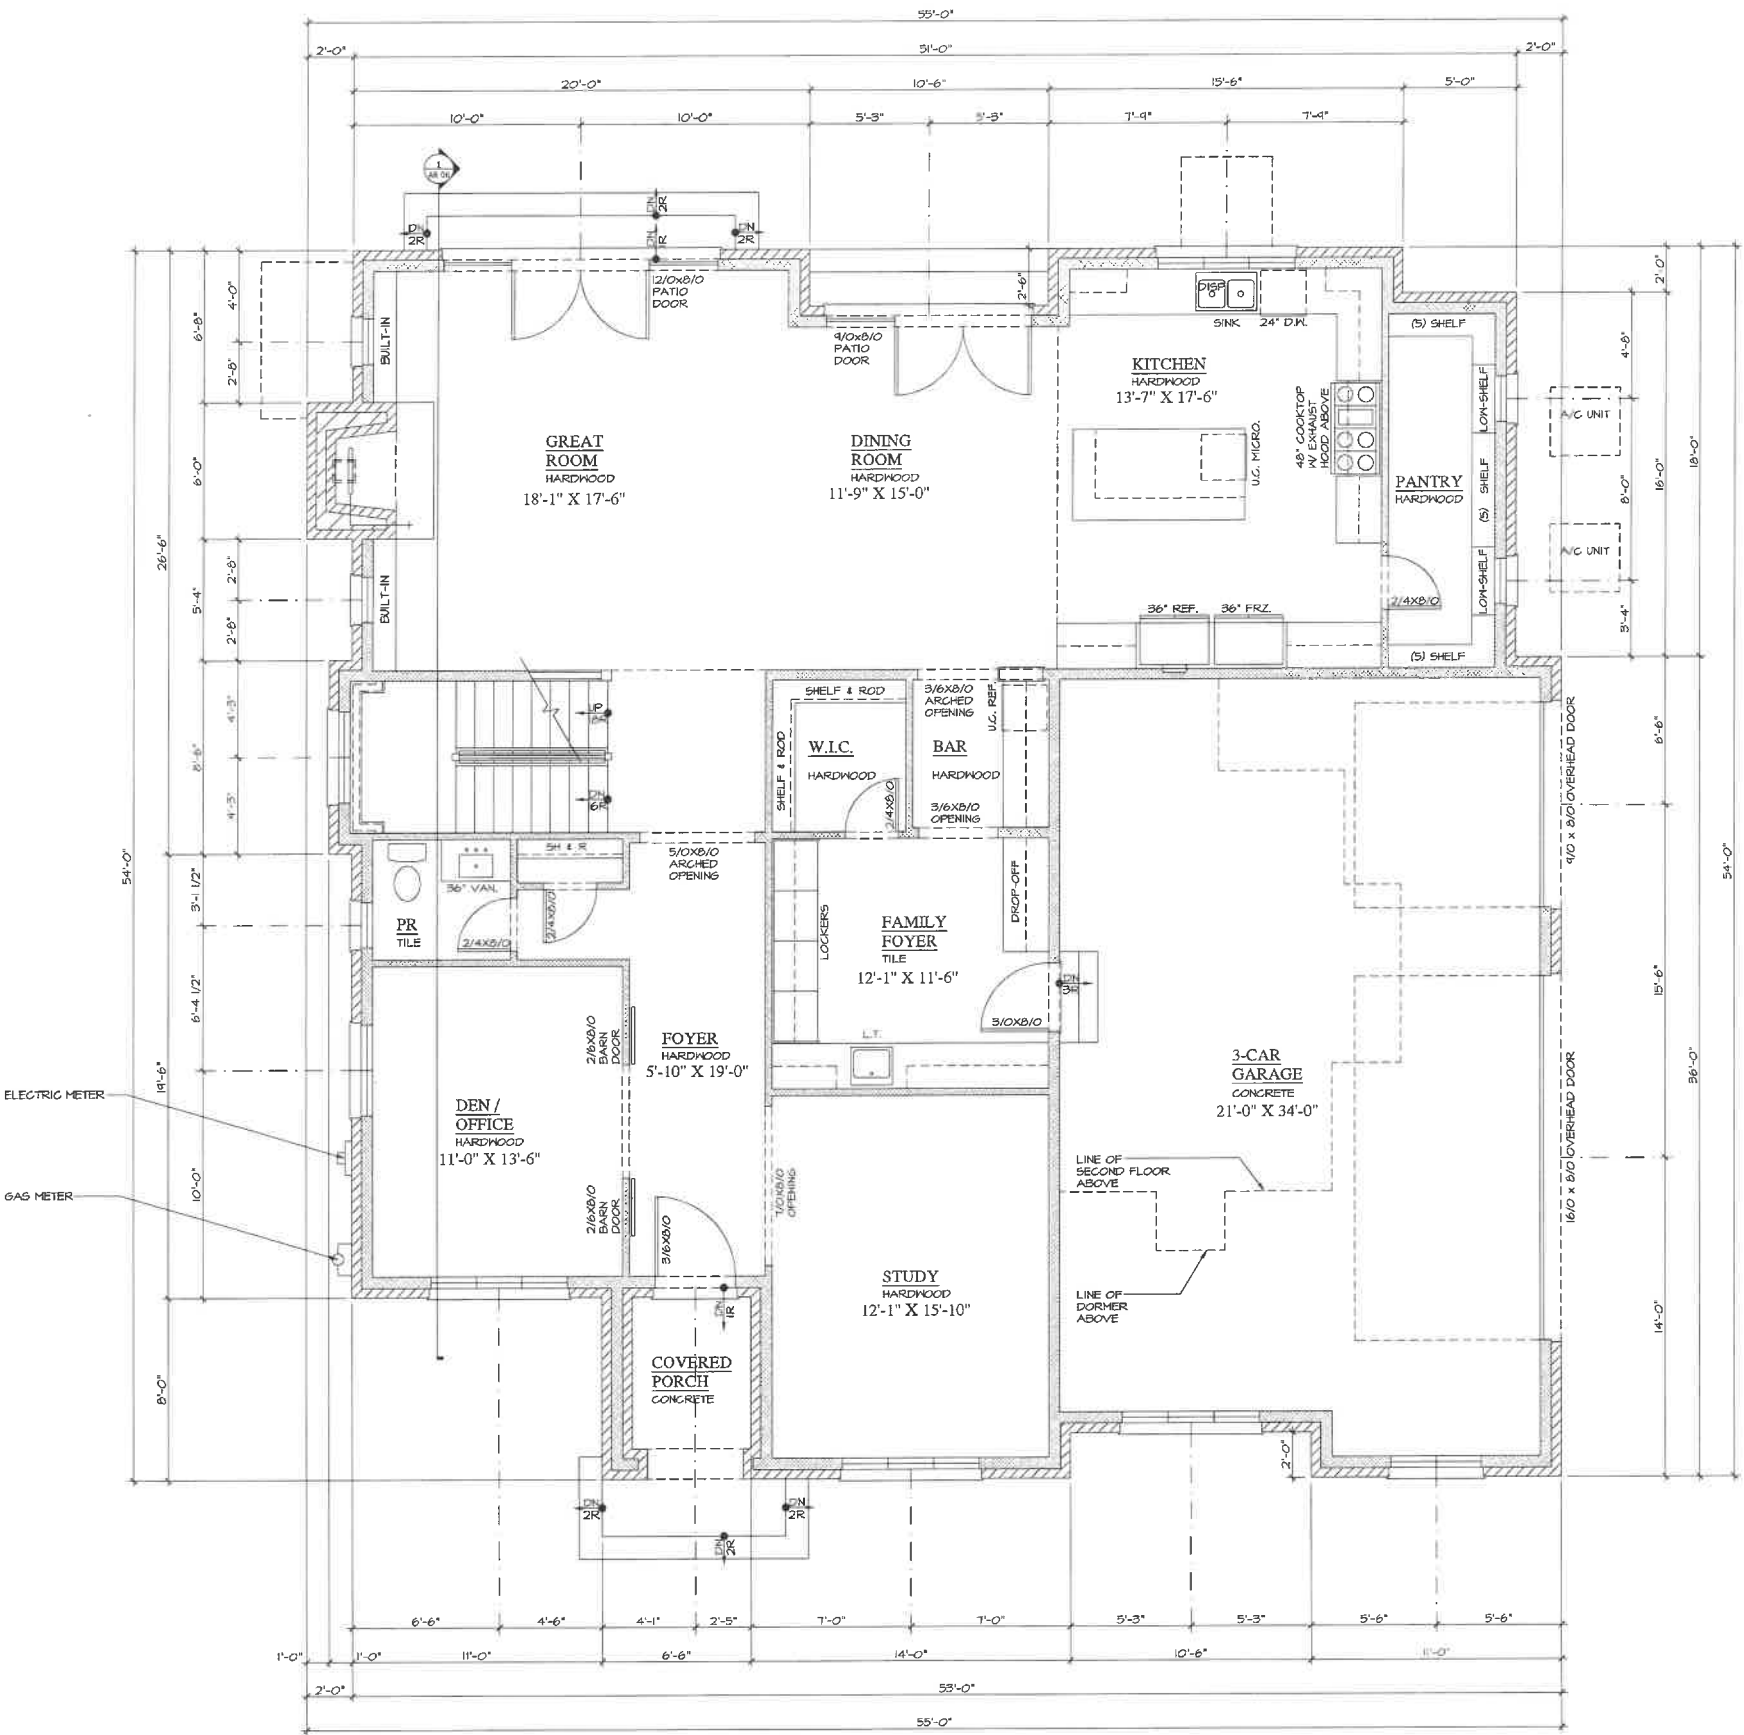 55'-0"
2'-0"
51'-0"
2'-0"
20'-0"
10'-6"
15'-6"
5'-0"
10'-0"
10'-0"
5'-3"
5'-3"
7'-9"
7'-9"
1
AR 06
DN
2R
DN
2R
DN
R
DN
2R
12/0x8/0
PATIO
DOOR
2'-6"
9/0x8/0
PATIO
DOOR
DISP
SINK
24" D.W.
(5) SHELF
BUILT-IN
4'-0"
6'-8"
2'-8"
6'-0"
2'-8"
5'-4"
2'-8"
26'-6"
4'-3"
8'-6"
4'-3"
54'-0"
3'-1 1/2"
6'-4 1/2"
19'-6"
10'-0"
8'-0"
KITCHEN
HARDWOOD
13'-7" X 17'-6"
48" COOKTOP
W/ EXHAUST
HOOD ABOVE
U.C. MICRO.
LOW-SHELF
A/C UNIT
GREAT
ROOM
HARDWOOD
18'-1" X 17'-6"
DINING
ROOM
HARDWOOD
11'-9" X 15'-0"
PANTRY
HARDWOOD
(5) SHELF
A/C UNIT
LOW-SHELF
2/4X8/0
BUILT-IN
36" REF.
36" FRZ.
(5) SHELF
2'-0"
4'-8"
18'-0"
16'-0"
8'-0"
3'-4"
6'-6"
54'-0"
15'-6"
36'-0"
14'-0"
UP
DN
6R
SHELF & ROD
SHELF & ROD
W.I.C.
HARDWOOD
2/4X8/0
3/6X8/0
ARCHED
OPENING
U.C. REF.
BAR
HARDWOOD
3/6X8/0
OPENING
9/0 x 8/0 OVERHEAD DOOR
SH & R
36" VAN.
PR
TILE
2/4X8/0
2/4X8/0
5/0X8/0
ARCHED
OPENING
LOCKERS
DROP-OFF
FAMILY
FOYER
TILE
12'-1" X 11'-6"
DN
3R
3/0X8/0
L.T.
2/6X8/0
BARN
DOOR
FOYER
HARDWOOD
5'-10" X 19'-0"
3-CAR
GARAGE
CONCRETE
21'-0" X 34'-0"
16/0 x 8/0 OVERHEAD DOOR
ELECTRIC METER
DEN /
OFFICE
HARDWOOD
11'-0" X 13'-6"
GAS METER
2/6X8/0
BARN
DOOR
3/6X8/0
7/0X8/0
OPENING
LINE OF
SECOND FLOOR
ABOVE
LINE OF
DORMER
ABOVE
STUDY
HARDWOOD
12'-1" X 15'-10"
DN
1R
COVERED
PORCH
CONCRETE
2'-0"
DN
2R
DN
2R
DN
2R
6'-6"
4'-6"
4'-1"
2'-5"
7'-0"
7'-0"
5'-3"
5'-3"
5'-6"
5'-6"
1'-0"
1'-0"
11'-0"
6'-6"
14'-0"
10'-6"
11'-0"
2'-0"
53'-0"
55'-0"